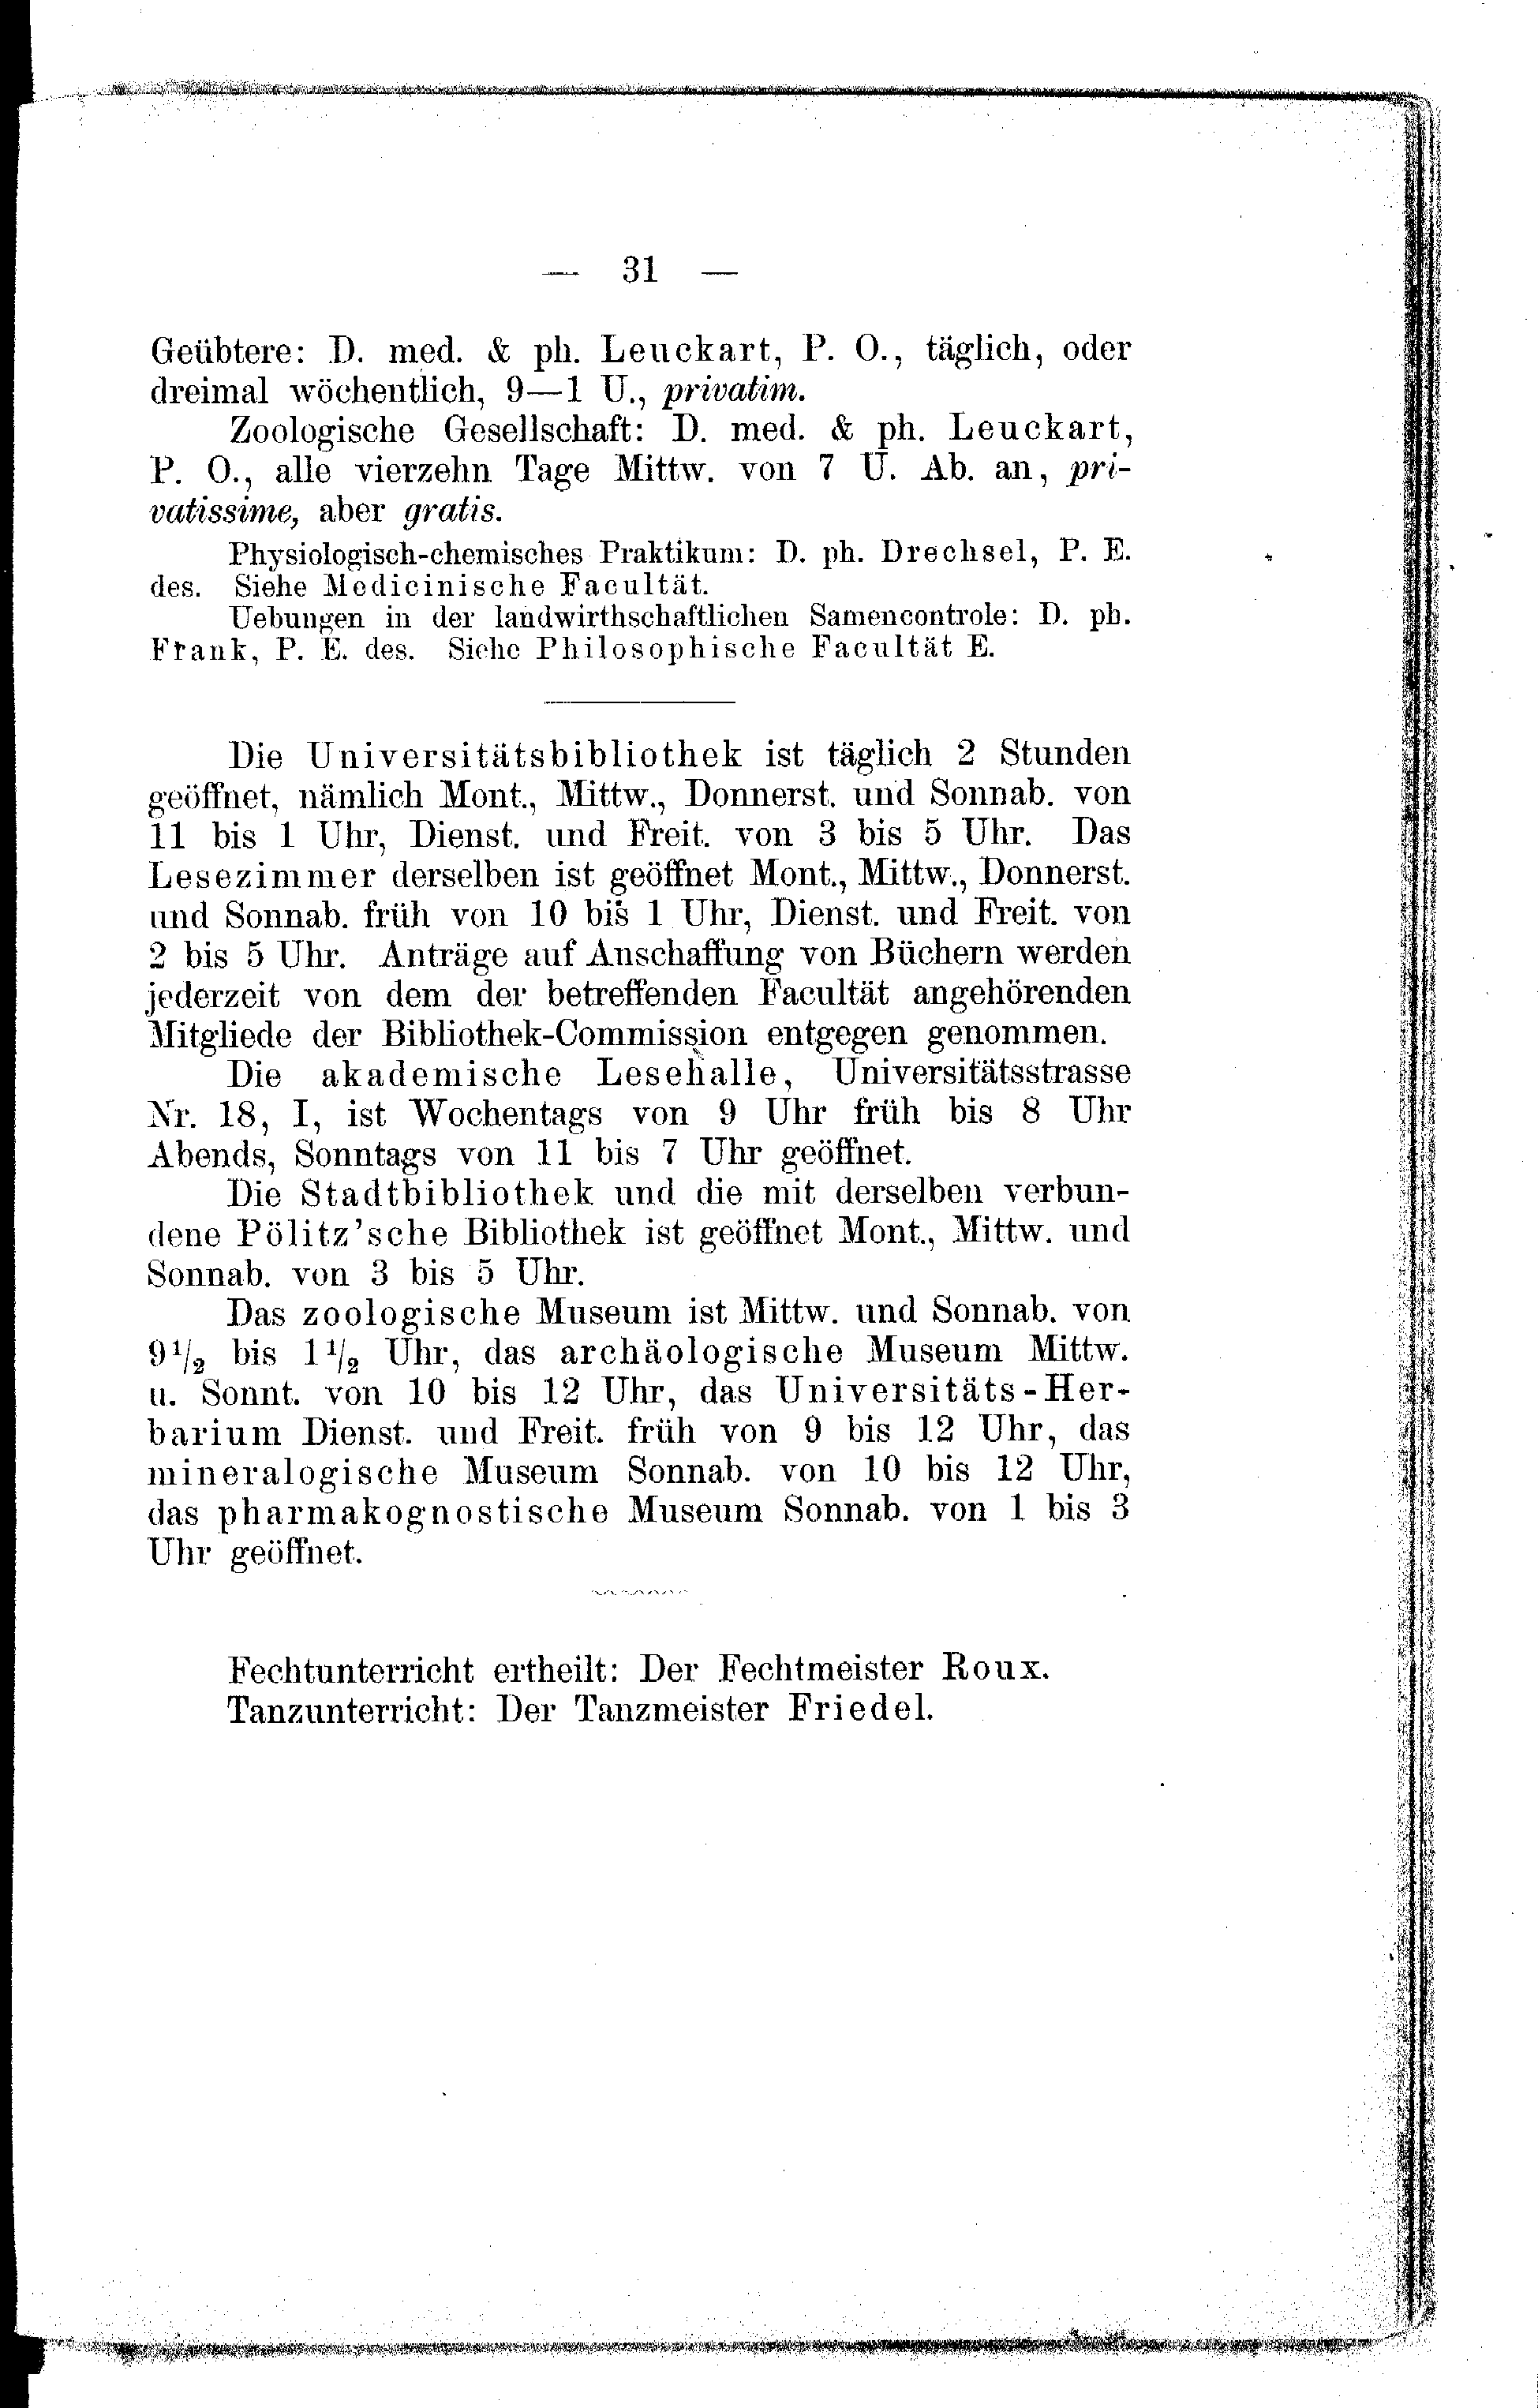 — 31 —
Geübtere: D. med. & ph. Leuckart, P. O., täglich, oder
dreimal wöchentlich, 9—1 U., privatim.
Zoologische Gesellschaft: D. med. & ph. Leuckart,
P. O., alle vierzehn Tage Mittw. von 7 U. Ab. an, pri-
vatissime, aber gratis.
Physiologisch-chemisches Praktikum: D. ph. Drechsel, P. E.
des. Siehe Medicinische Facultät.
Uebungen in der landwirthschaftlichen Samencontrole: D. ph.
Frank, P. E. des. Siehe Philosophische Facultät E.
Die Universitätsbibliothek ist täglich 2 Stunden
geöffnet, nämlich Mont., Mittw., Donnerst. und Sonnab. von
11 bis 1 Uhr, Dienst. und Freit. von 3 bis 5 Uhr. Das
Lesezimmer derselben ist geöffnet Mont., Mittw., Donnerst.
und Sonnab. früh von 10 bis 1 Uhr, Dienst. und Freit. von
2 bis 5 Uhr. Anträge auf Anschaffung von Büchern werden
jederzeit von dem der betreffenden Facultät angehörenden
Mitgliede der Bibliothek-Commission entgegen genommen.
Die akademische Lesehalle, Universitätsstrasse
Nr. 18, I, ist Wochentags von 9 Uhr früh bis 8 Uhr
Abends, Sonntags von 11 bis 7 Uhr geöffnet.
Die Stadtbibliothek und die mit derselben verbun-
dene Pölitz'sche Bibliothek ist geöffnet Mont., Mittw. und
Sonnab. von 3 bis 5 Uhr.
Das zoologische Museum ist Mittw. und Sonnab. von
9 1/2 bis 1 1/2 Uhr, das archäologische Museum Mittw.
u. Sonnt. von 10 bis 12 Uhr, das Universitäts-Her-
barium Dienst. und Freit. früh von 9 bis 12 Uhr, das
mineralogische Museum Sonnab. von 10 bis 12 Uhr,
das pharmakognostische Museum Sonnab. von 1 bis 3
Uhr geöffnet.
Fechtunterricht ertheilt: Der Fechtmeister Roux.
Tanzunterricht: Der Tanzmeister Friedel.